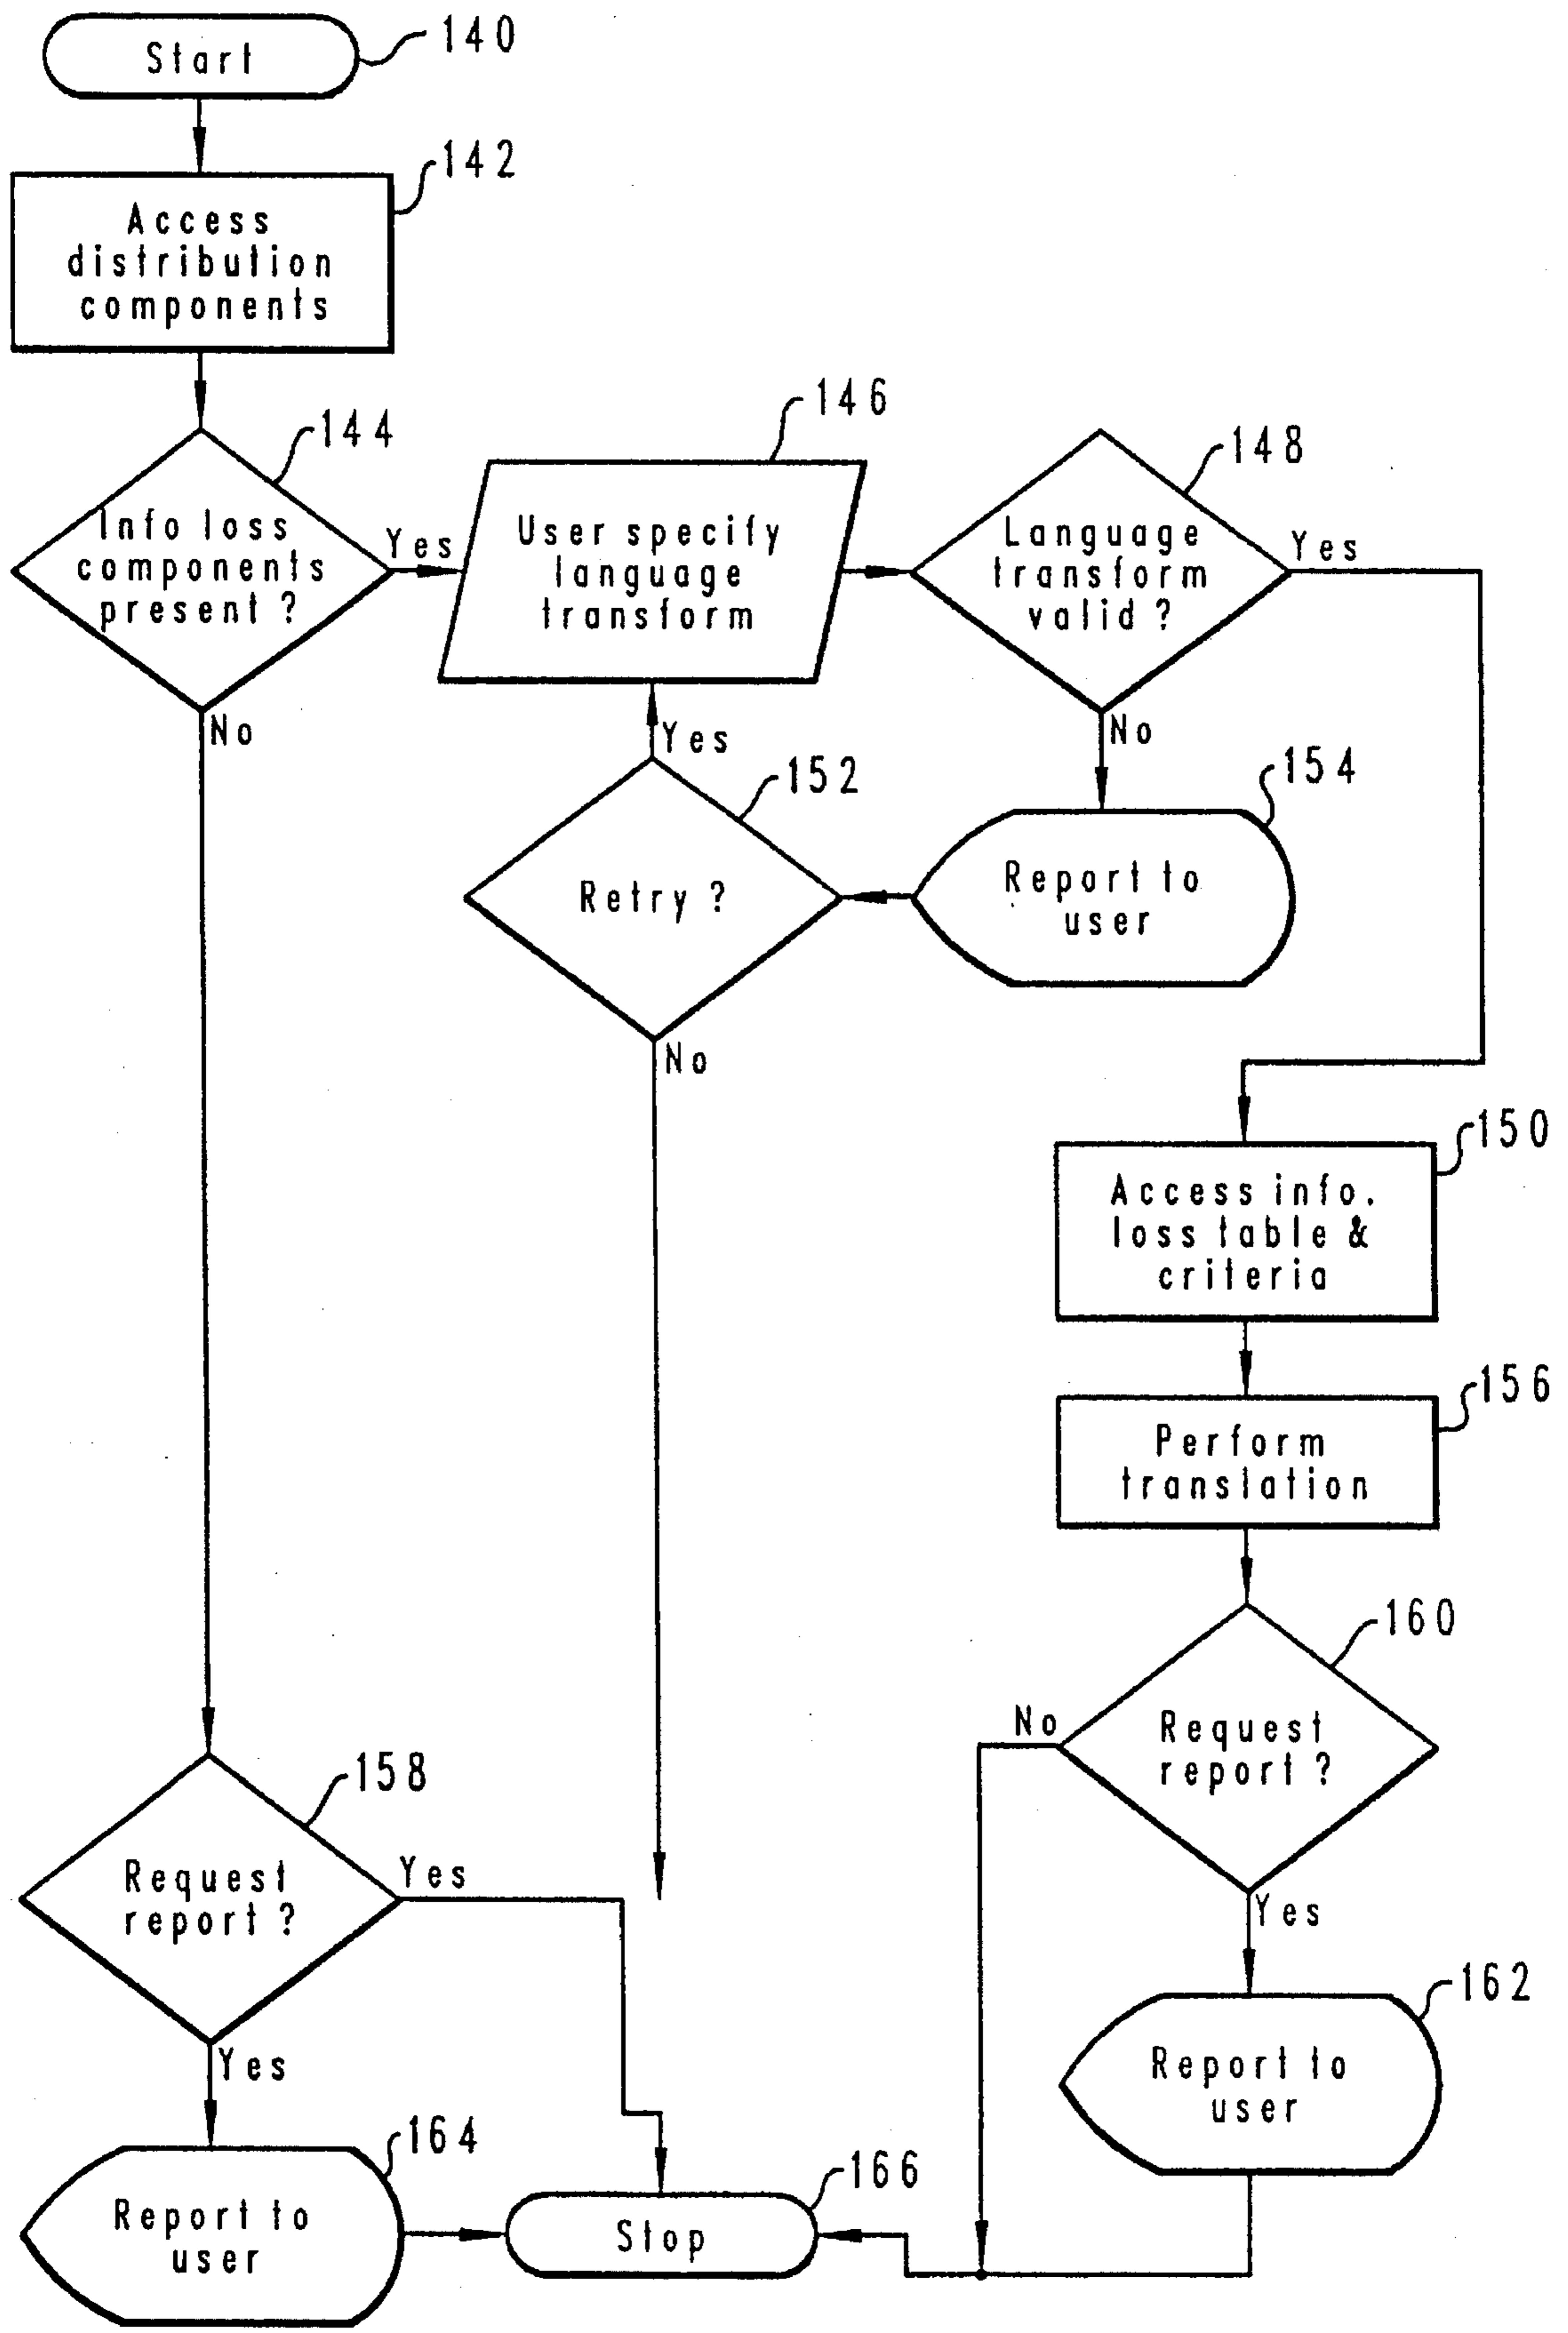 Start
140
142
Access
distribution
components
144
Info loss
components
present ?
Yes
No
146
User specify
language
transform
148
Language
transform
valid ?
Yes
No
Yes
152
Retry ?
No
154
Report to
user
150
Access info.
loss table &
criteria
156
Perform
translation
160
Request
report ?
No
Yes
158
Request
report ?
Yes
Yes
162
Report to
user
164
Report to
user
166
Stop